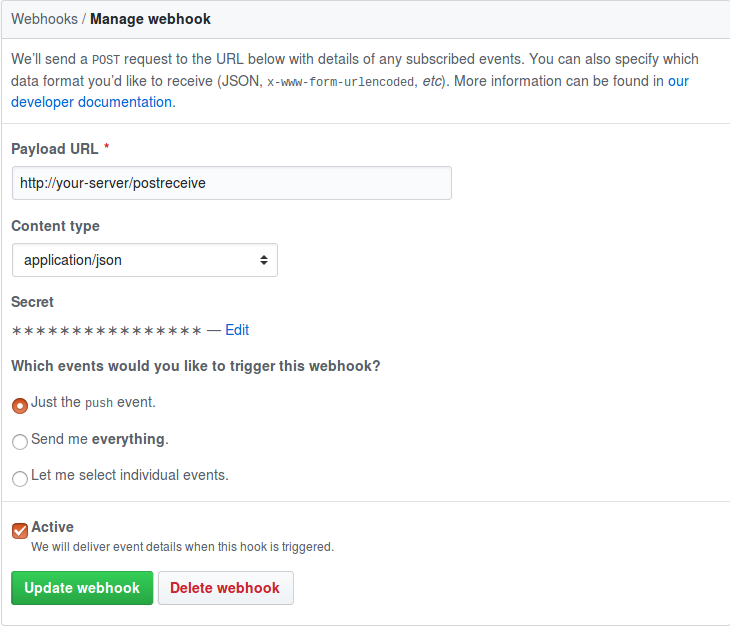 Webhooks / Manage webhook
We’ll send a POST request to the URL below with details of any subscribed events. You can also specify which
data format you’d like to receive (JSON, x-www-form-urlencoded, etc). More information can be found in our
developer documentation.
Payload URL *
http://your-server/postreceive
Content type
application/json
Secret
**************** — Edit
Which events would you like to trigger this webhook?
Just the push event.
Send me everything.
Let me select individual events.
Active
We will deliver event details when this hook is triggered.
Update webhook Delete webhook